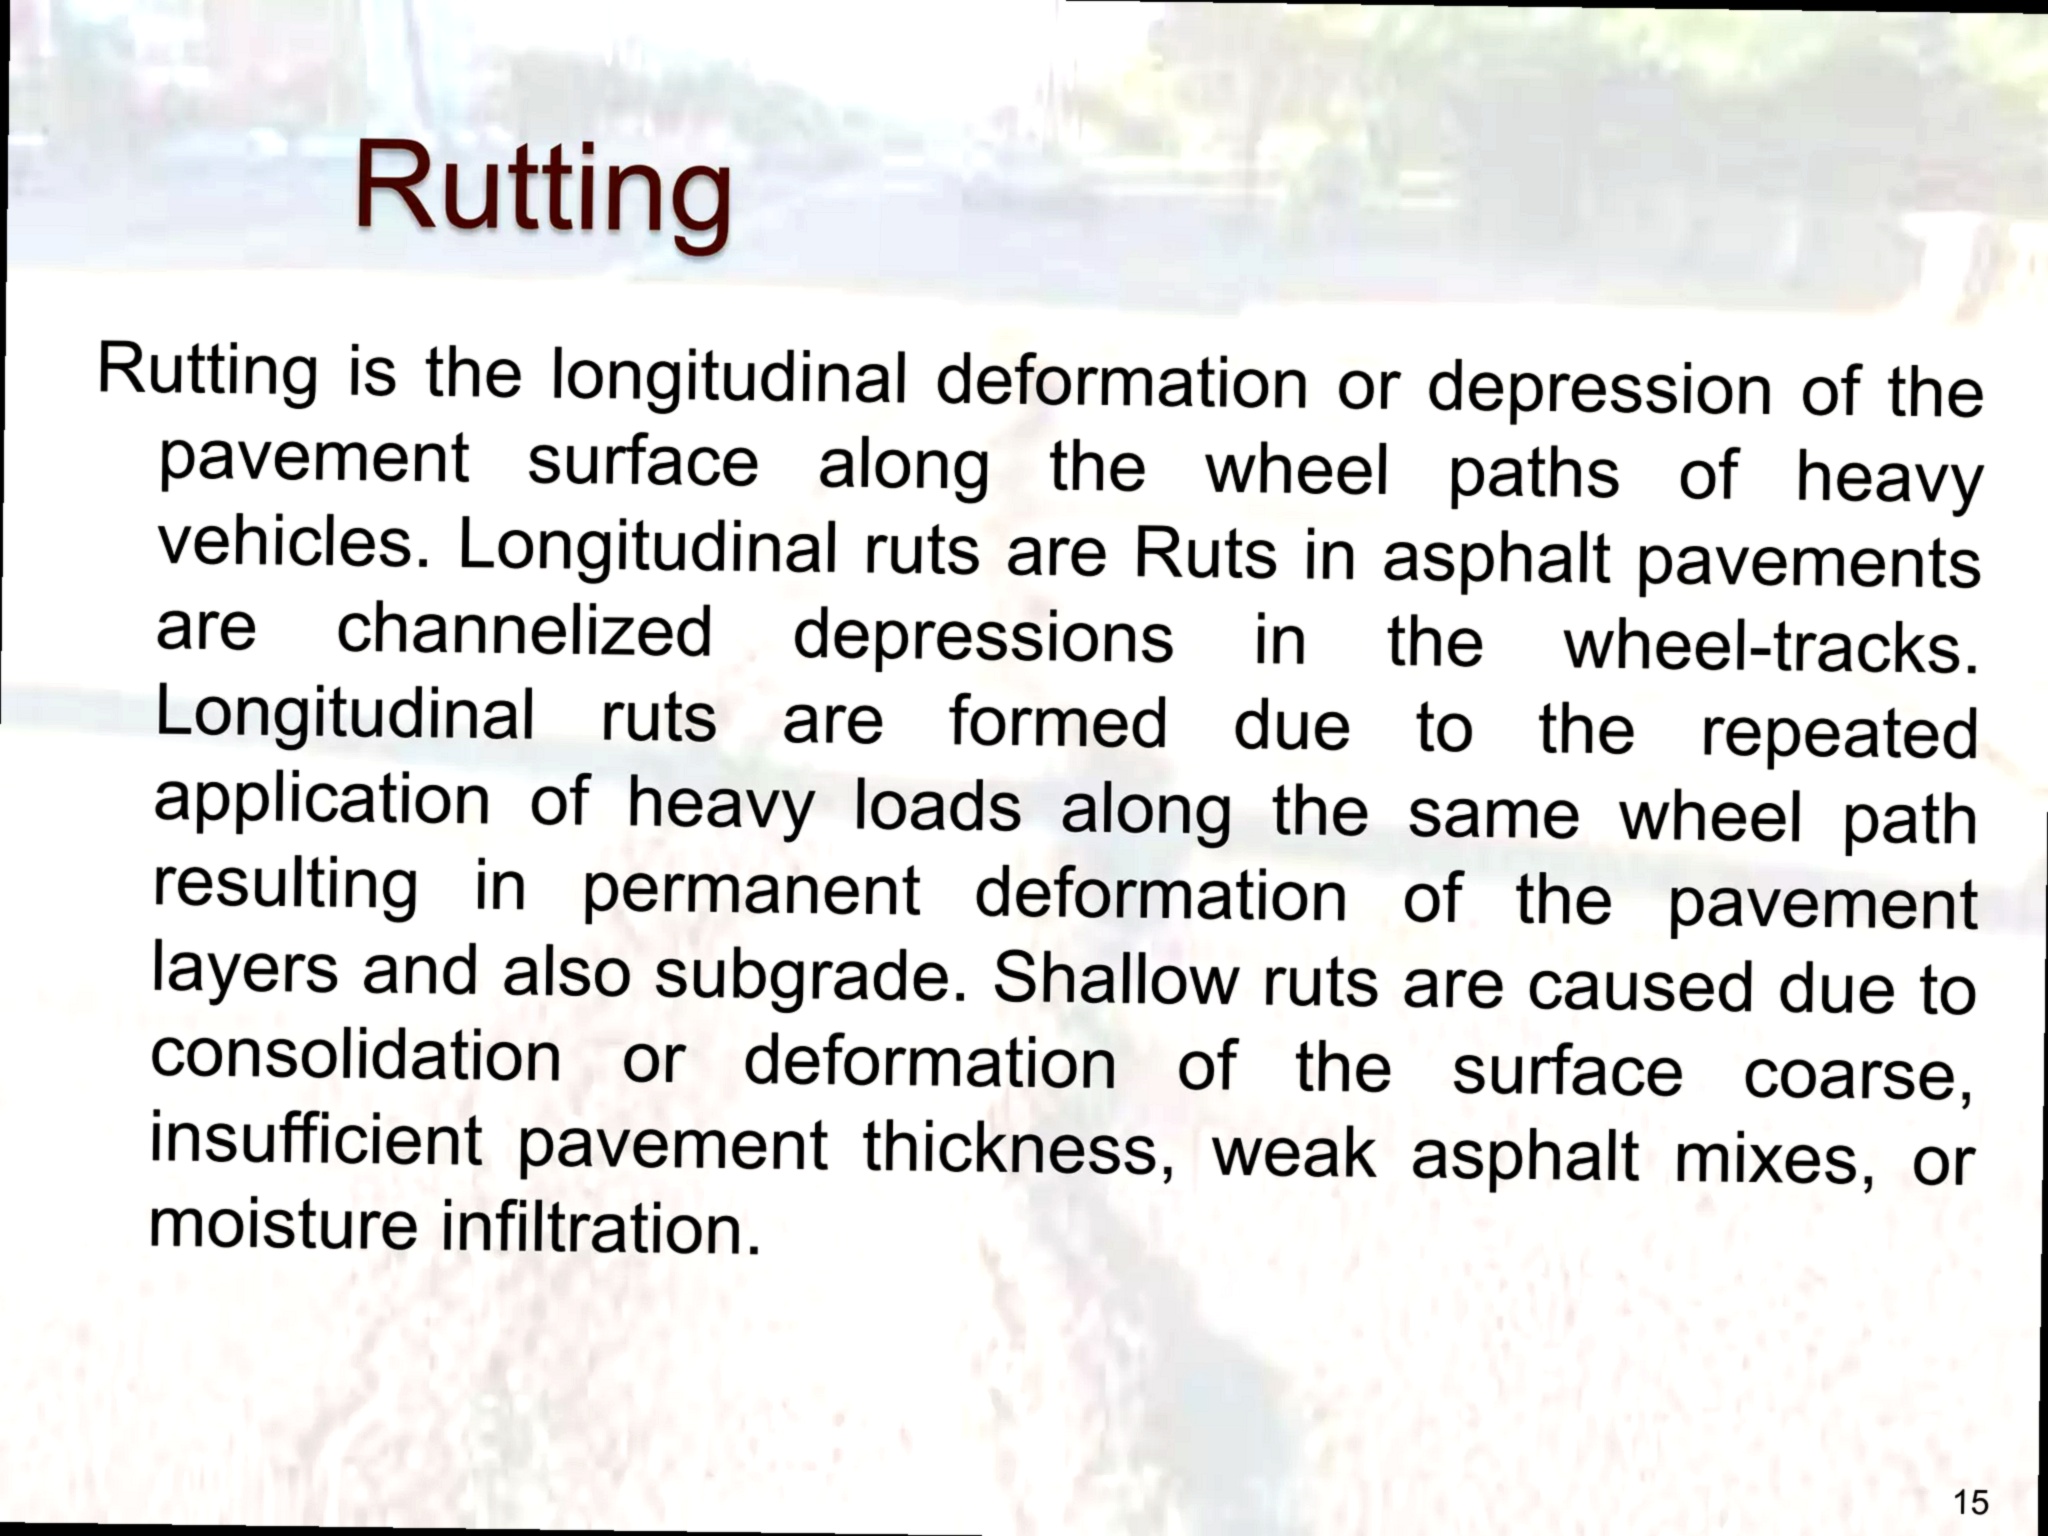 Rutting
Rutting is the longitudinal deformation or depression of the
pavement surface along the wheel paths of heavy
vehicles. Longitudinal ruts are Ruts in asphalt pavements
are channelized depressions in the wheel-tracks.
Longitudinal ruts are formed due to the repeated
application of heavy loads along the same wheel path
resulting in permanent deformation of the pavement
layers and also subgrade. Shallow ruts are caused due to
consolidation or deformation of the surface coarse,
insufficient pavement thickness, weak asphalt mixes, or
moisture infiltration.
15